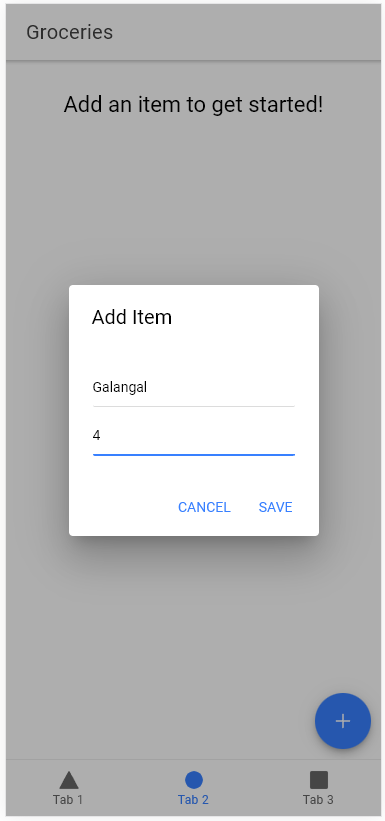 Groceries
Add an item to get started!
Add Item
Galangal
4
CANCEL SAVE
Tab 1 Tab 2 Tab 3